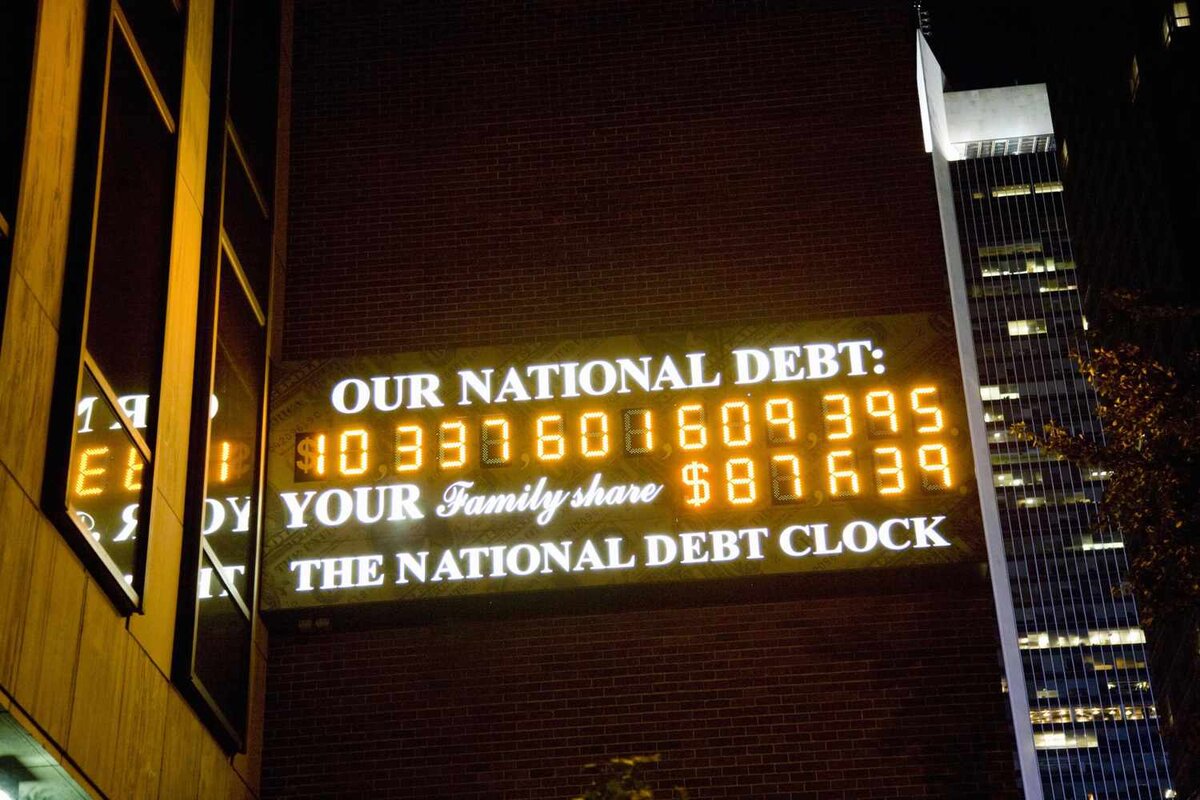 OUR NATIONAL DEBT:
$10,337,601,609,395.
YOUR Family share $87,639.
THE NATIONAL DEBT CLOCK